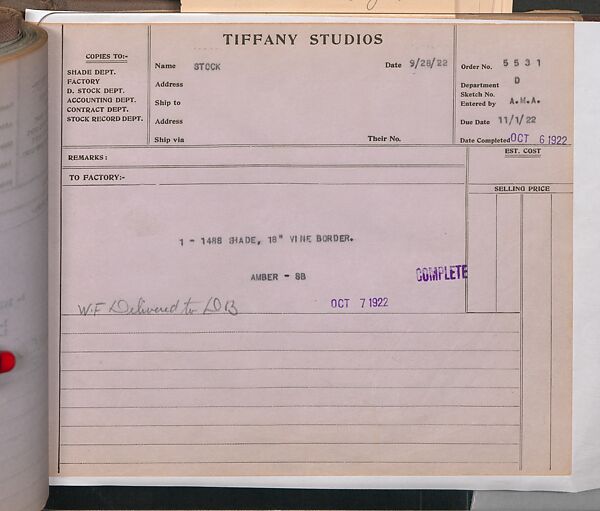 TIFFANY STUDIOS
COPIES TO:-
SHADE DEPT.
FACTORY
D. STOCK DEPT.
ACCOUNTING DEPT.
CONTRACT DEPT.
STOCK RECORD DEPT.
Name STOCK
Date 9/28/22
Address
Ship to
Address
Ship via
Their No.
Order No. 5531
Department D
Sketch No.
Entered by A.M.A.
Due Date 11/1/22
Date Completed OCT 6 1922
REMARKS:
EST. COST
TO FACTORY:-
SELLING PRICE
1 - 1488 SHADE, 18" VINE BORDER.
AMBER - SB
COMPLETE
W.F Delivered to DB
OCT 7 1922